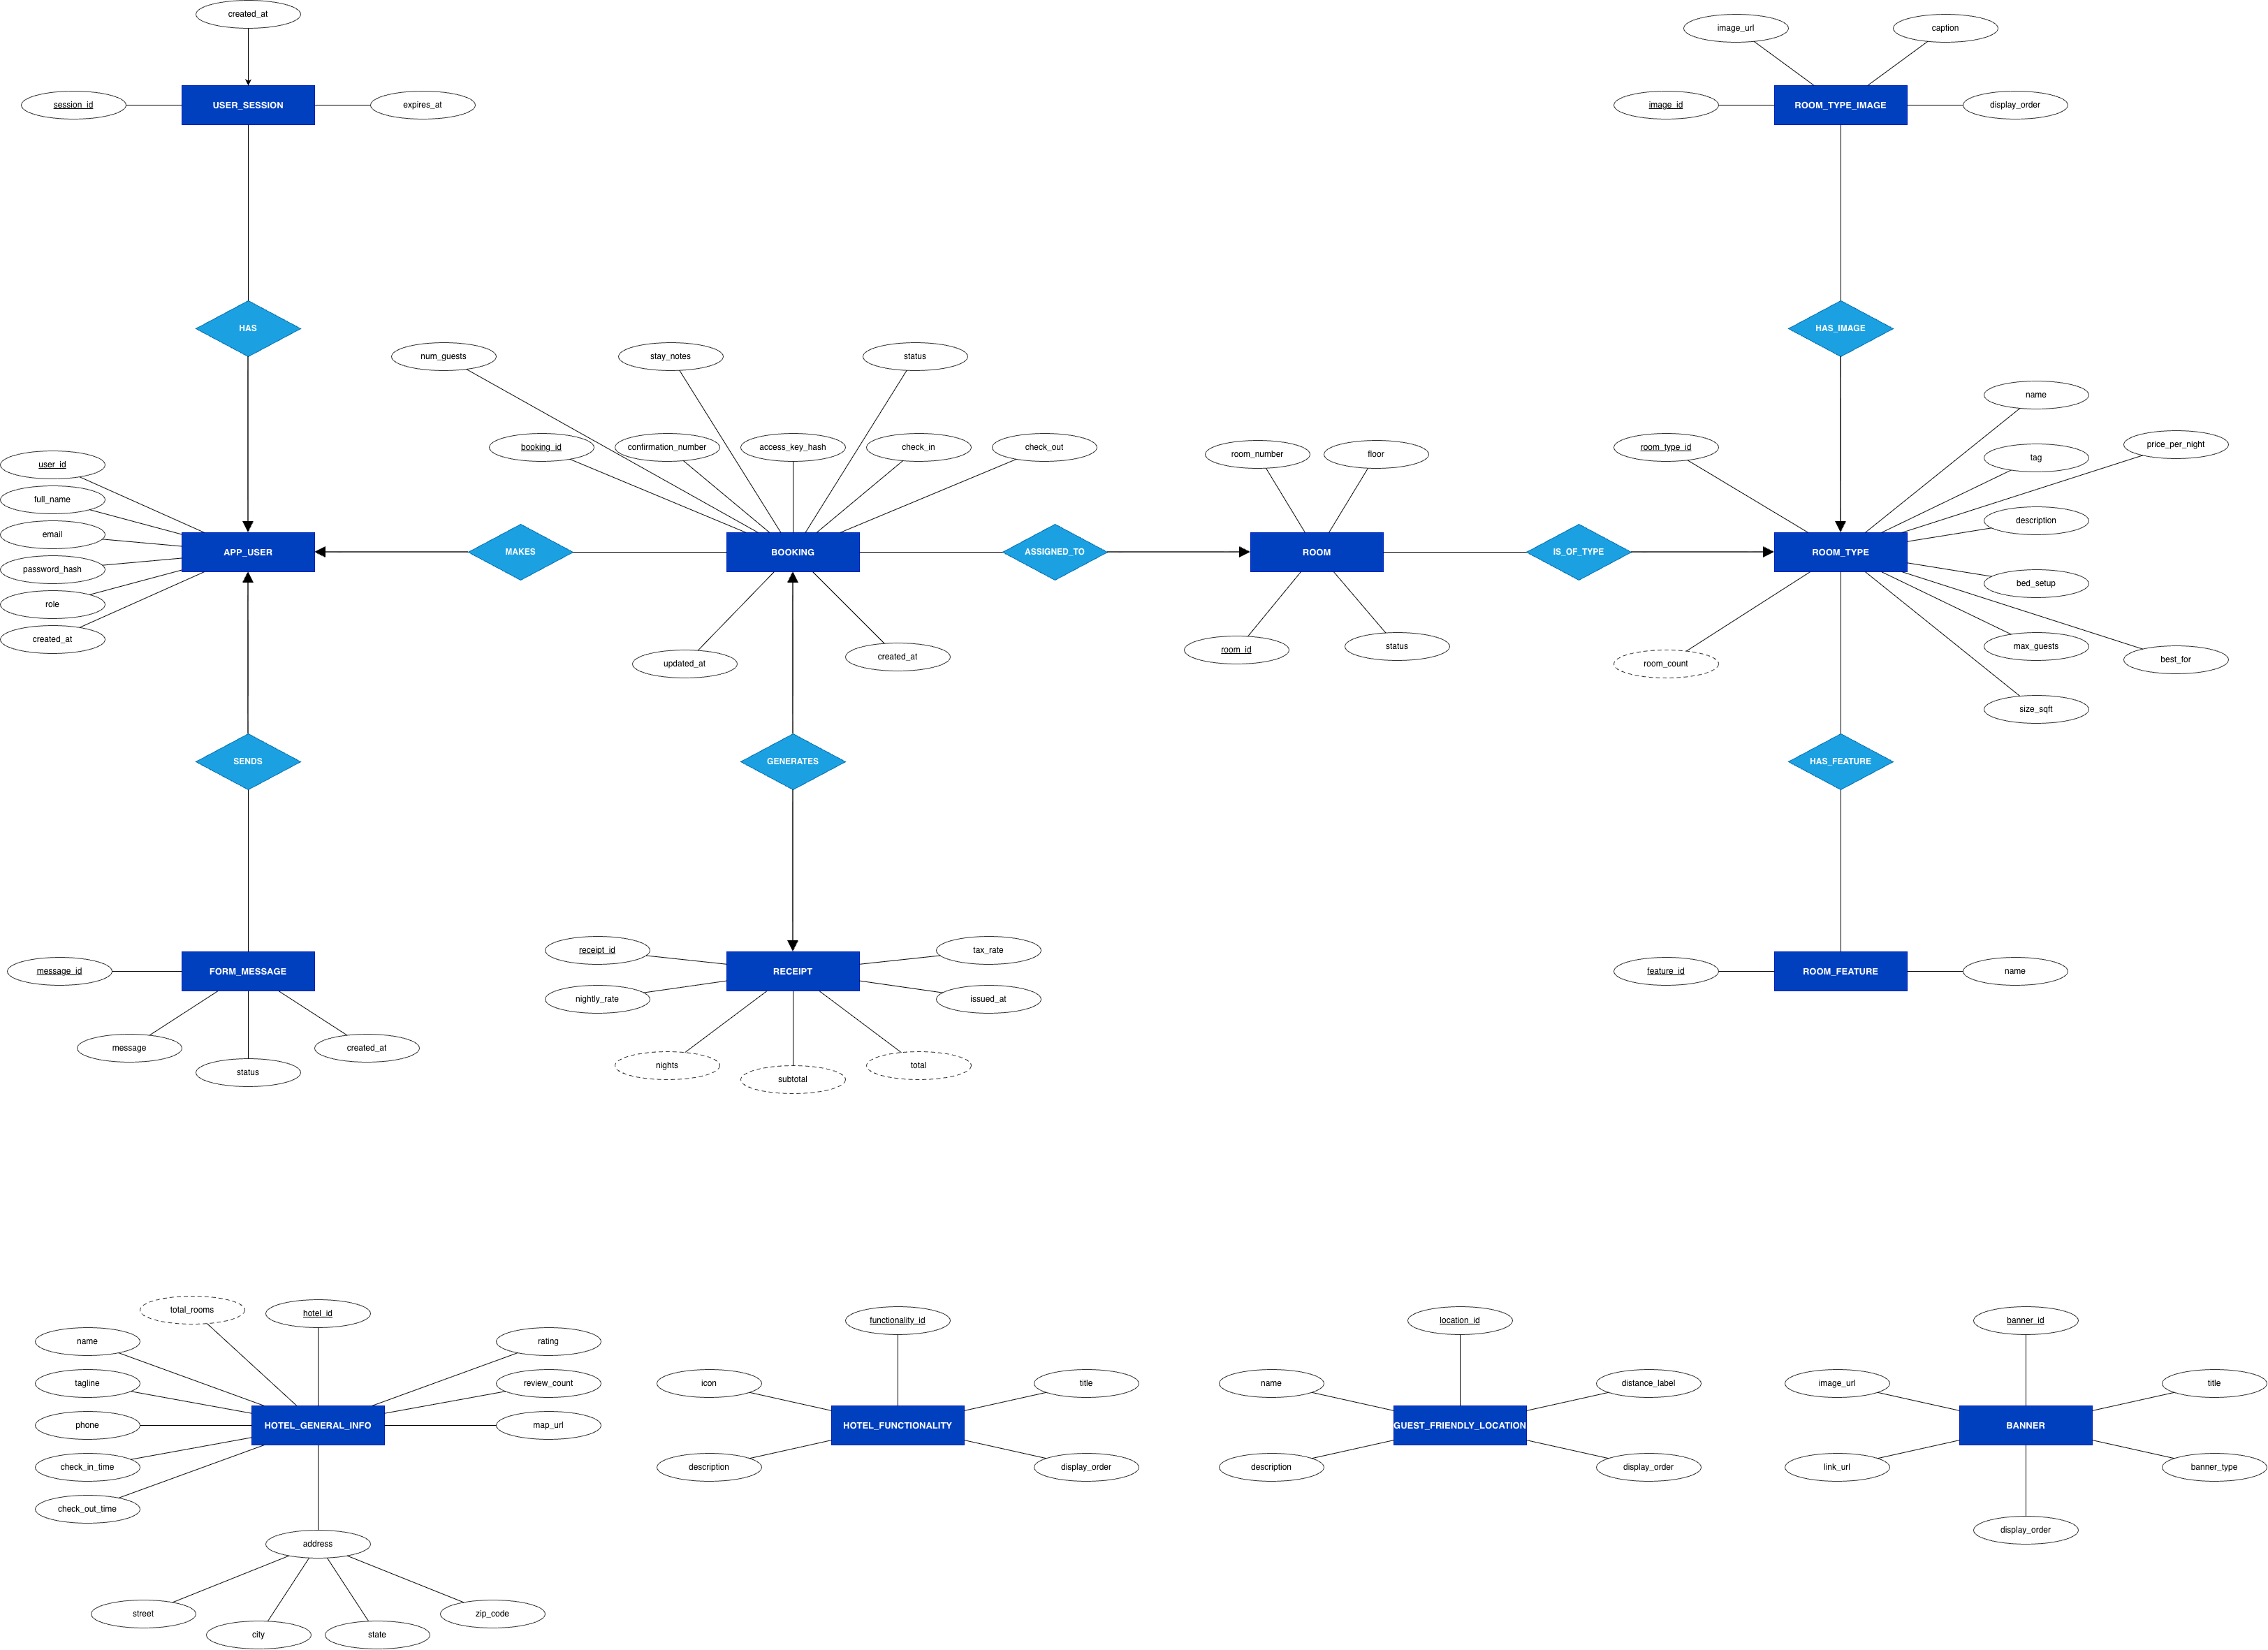 created_at
image_url
caption
session_id
USER_SESSION
expires_at
image_id
ROOM_TYPE_IMAGE
display_order
HAS
HAS_IMAGE
num_guests
stay_notes
status
name
booking_id
confirmation_number
access_key_hash
check_in
check_out
room_number
floor
room_type_id
tag
price_per_night
user_id
full_name
email
password_hash
role
created_at
APP_USER
MAKES
BOOKING
ASSIGNED_TO
ROOM
IS_OF_TYPE
ROOM_TYPE
description
bed_setup
max_guests
best_for
size_sqft
updated_at
created_at
room_id
status
room_count
SENDS
GENERATES
HAS_FEATURE
message_id
FORM_MESSAGE
message
status
created_at
receipt_id
RECEIPT
tax_rate
nightly_rate
issued_at
nights
subtotal
total
feature_id
ROOM_FEATURE
name
total_rooms
hotel_id
name
rating
tagline
review_count
phone
HOTEL_GENERAL_INFO
map_url
check_in_time
check_out_time
address
street
city
state
zip_code
functionality_id
icon
title
HOTEL_FUNCTIONALITY
description
display_order
location_id
name
distance_label
GUEST_FRIENDLY_LOCATION
description
display_order
banner_id
image_url
title
BANNER
link_url
banner_type
display_order